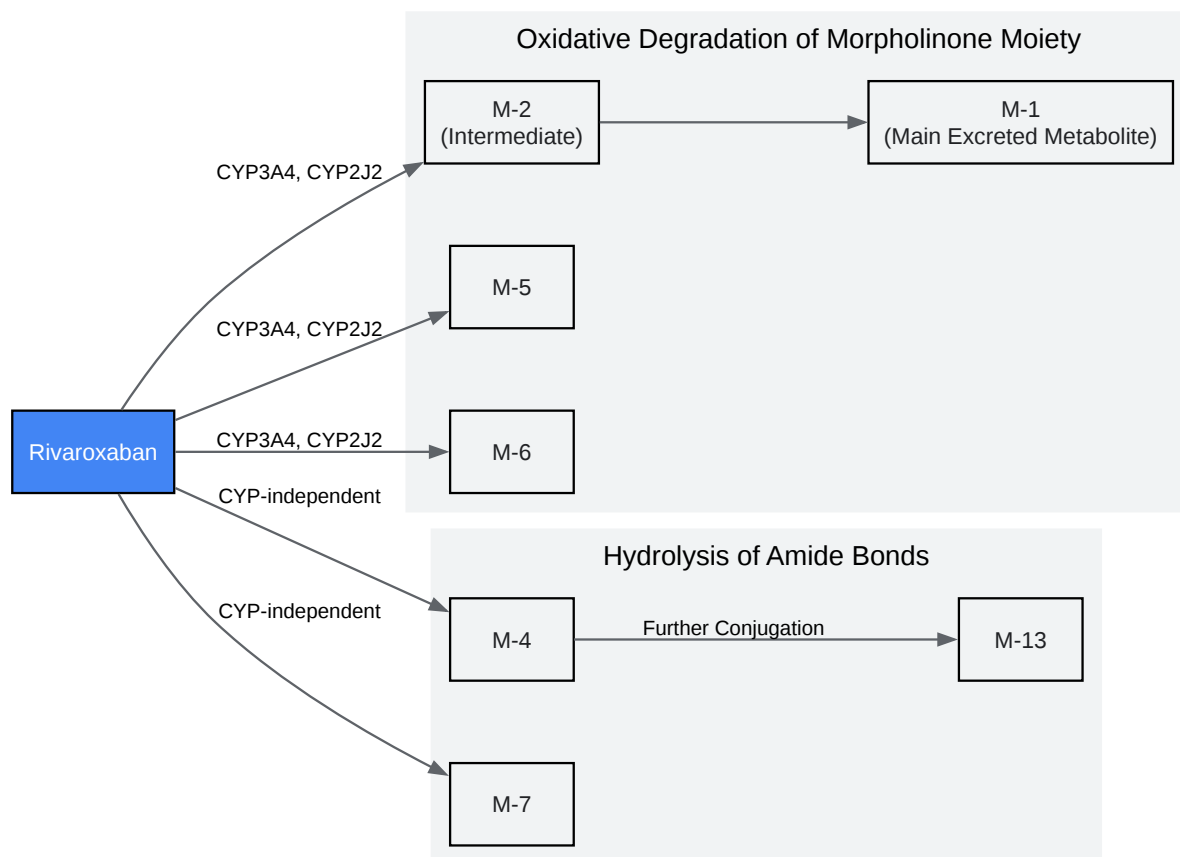 Oxidative Degradation of Morpholinone Moiety
M-2
(Intermediate)
M-1
(Main Excreted Metabolite)
CYP3A4, CYP2J2
M-5
CYP3A4, CYP2J2
Rivaroxaban
CYP3A4, CYP2J2
M-6
CYP-independent
Hydrolysis of Amide Bonds
CYP-independent
M-4
Further Conjugation
M-13
M-7